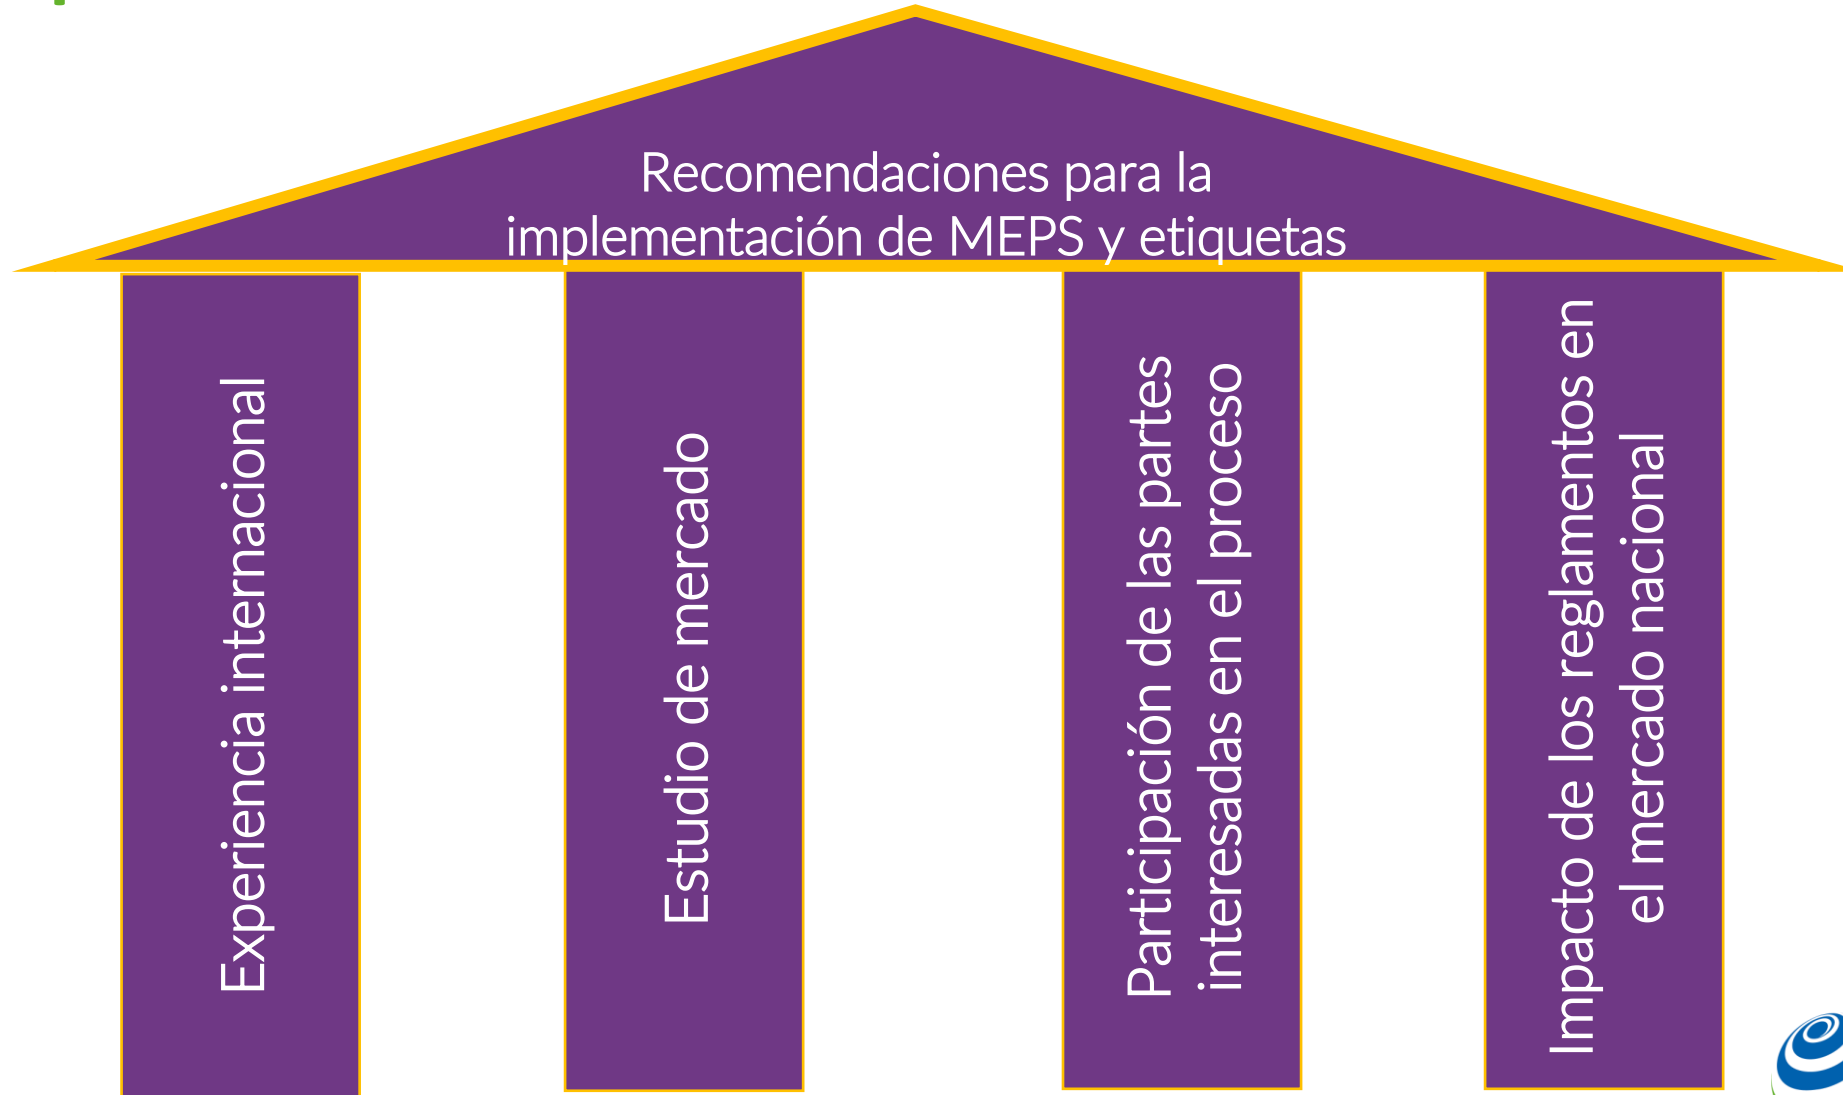 Recomendaciones para la
implementación de MEPS y etiquetas
Experiencia internacional
Estudio de mercado
Participación de las partes
interesadas en el proceso
Impacto de los reglamentos en
el mercado nacional